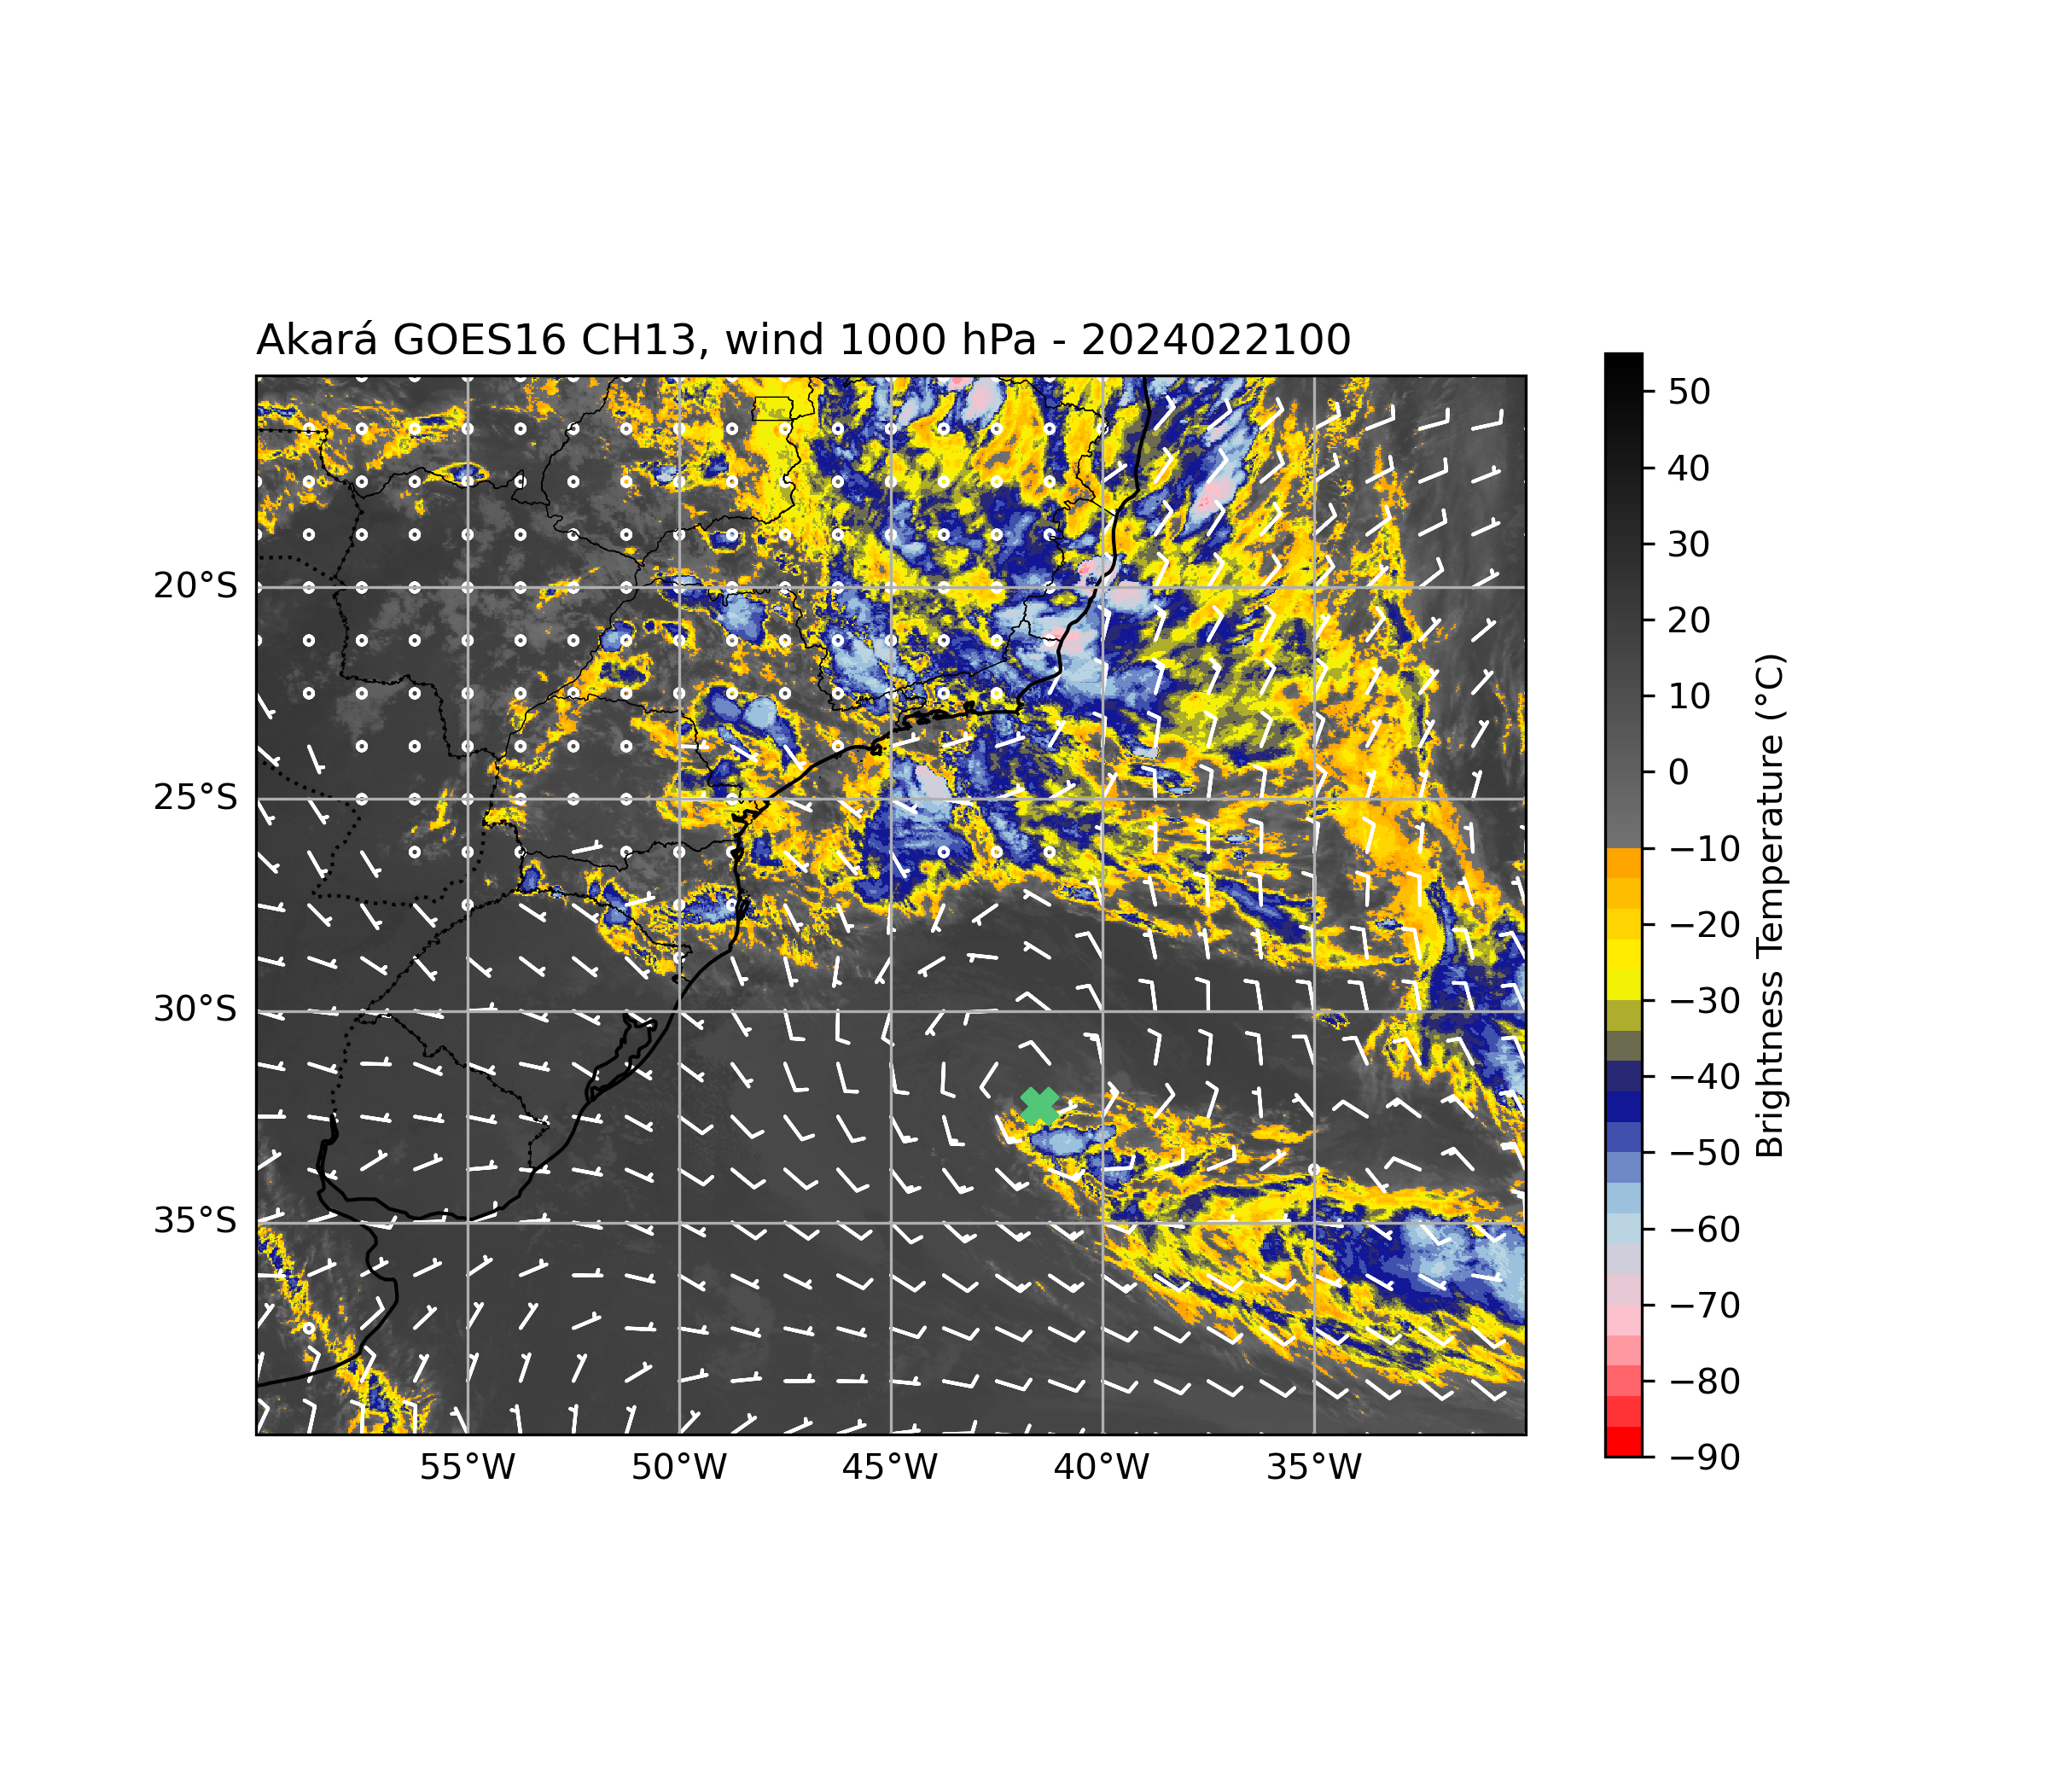 Akará GOES16 CH13, wind 1000 hPa - 2024022100
20°S
25°S
30°S
35°S
55°W
50°W
45°W
40°W
35°W
50
40
30
20
10
0
−10
−20
−30
−40
−50
−60
−70
−80
−90
Brightness Temperature (°C)